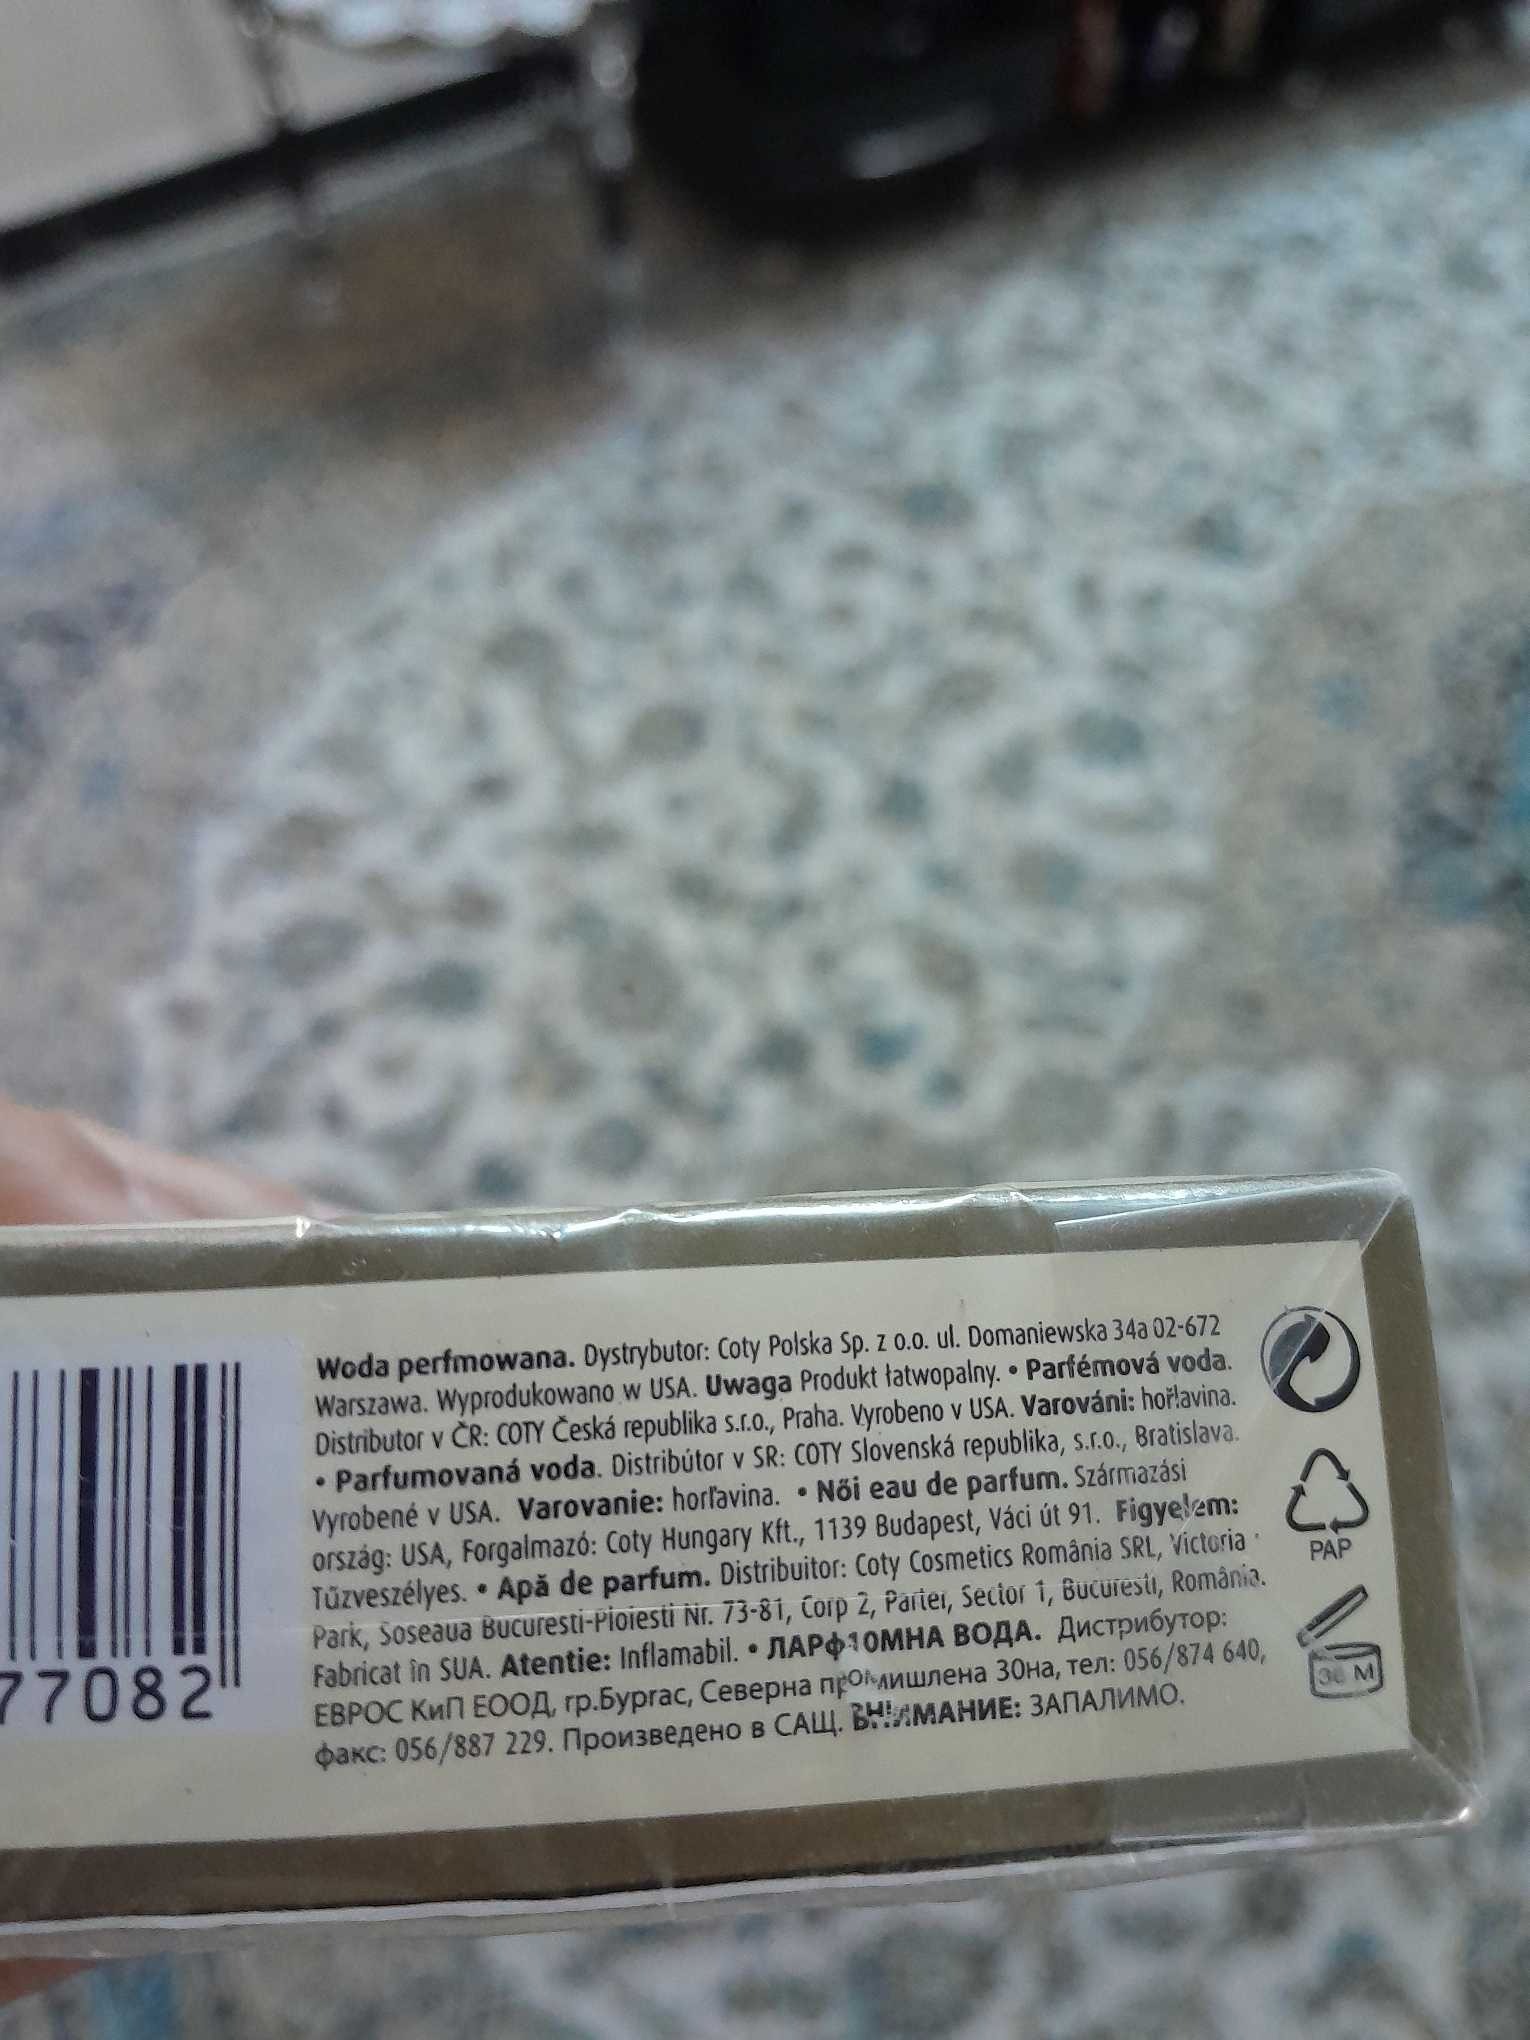 Woda perfmowana. Dystrybutor: Coty Polska Sp. z o.o. ul. Domaniewska 34a 02-672
Warszawa. Wyprodukowano w USA. Uwaga Produkt łatwopalny. • Parfémová voda.
Distributor v ČR: COTY Česká republika s.r.o., Praha. Vyrobeno v USA. Varováni: hořlavina.
• Parfumovaná voda. Distribútor v SR: COTY Slovenská republika, s.r.o., Bratislava.
Vyrobené v USA. Varovanie: horľavina. • Női eau de parfum. Származási
ország: USA, Forgalmazó: Coty Hungary Kft., 1139 Budapest, Váci út 91. Figyelem:
Tűzveszélyes. • Apă de parfum. Distribuitor: Coty Cosmetics România SRL, Victoria
Park, Soseaua Bucuresti-Ploiesti Nr. 73-81, Corp 2, Parter, Sector 1, Bucuresti, România.
Fabricat în SUA. Atentie: Inflamabil. • ЛАРф1ОМНА ВОДА. Дистрибутор:
ЕВРОС КиП ЕООД, гр.Бургас, Северна промишлена 30на, тел: 056/874 640,
факс: 056/887 229. Произведено в САЩ. ВНИМАНИЕ: ЗАПАЛИМО.
77082
PAP
36 M